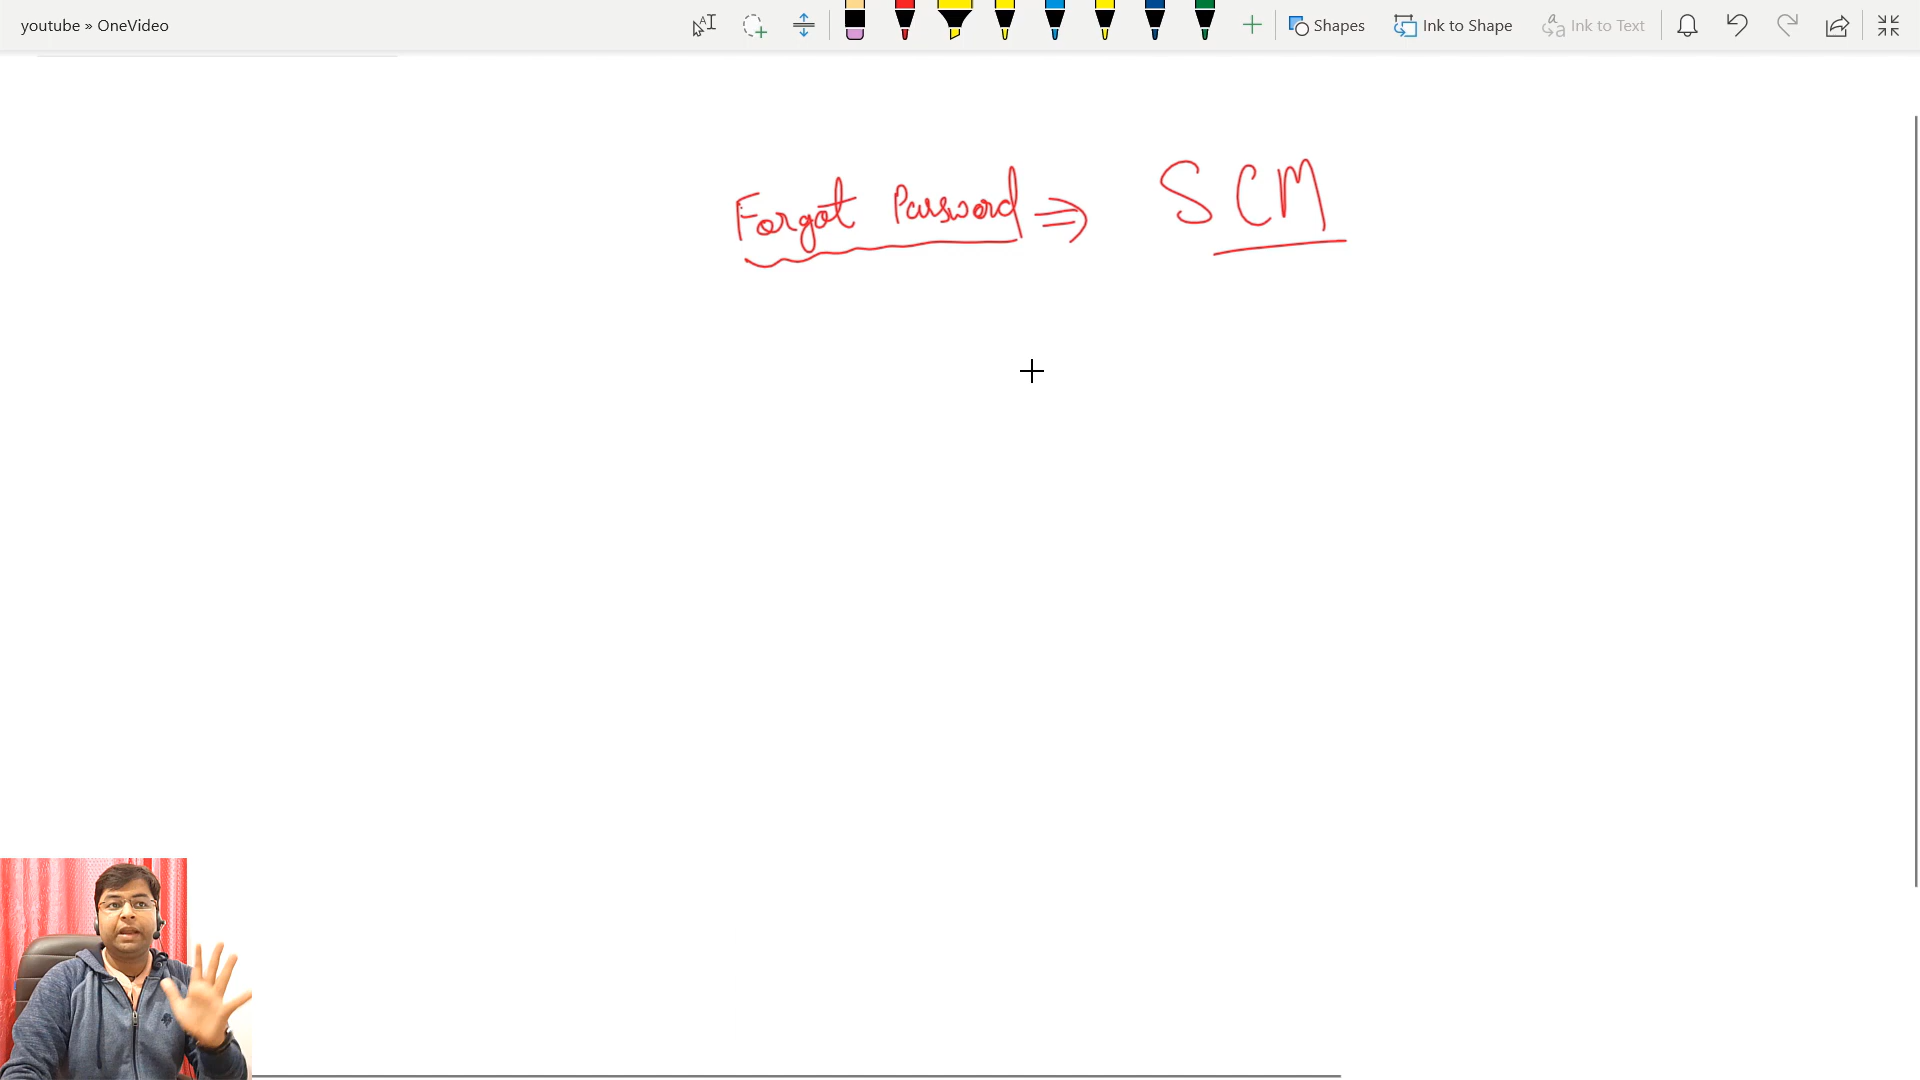 youtube » OneVideo
Shapes
Ink to Shape
Ink to Text
Forgot Password ⇒ SCM